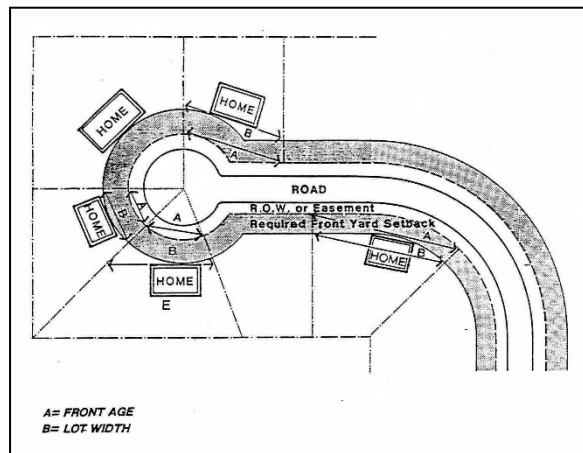 HOME
HOME
B
A
ROAD
R.O.W. or Easement
Required Front Yard Setback
A
B
HOME
A
B
HOME
E
A
B
HOME
A= FRONT AGE
B= LOT WIDTH